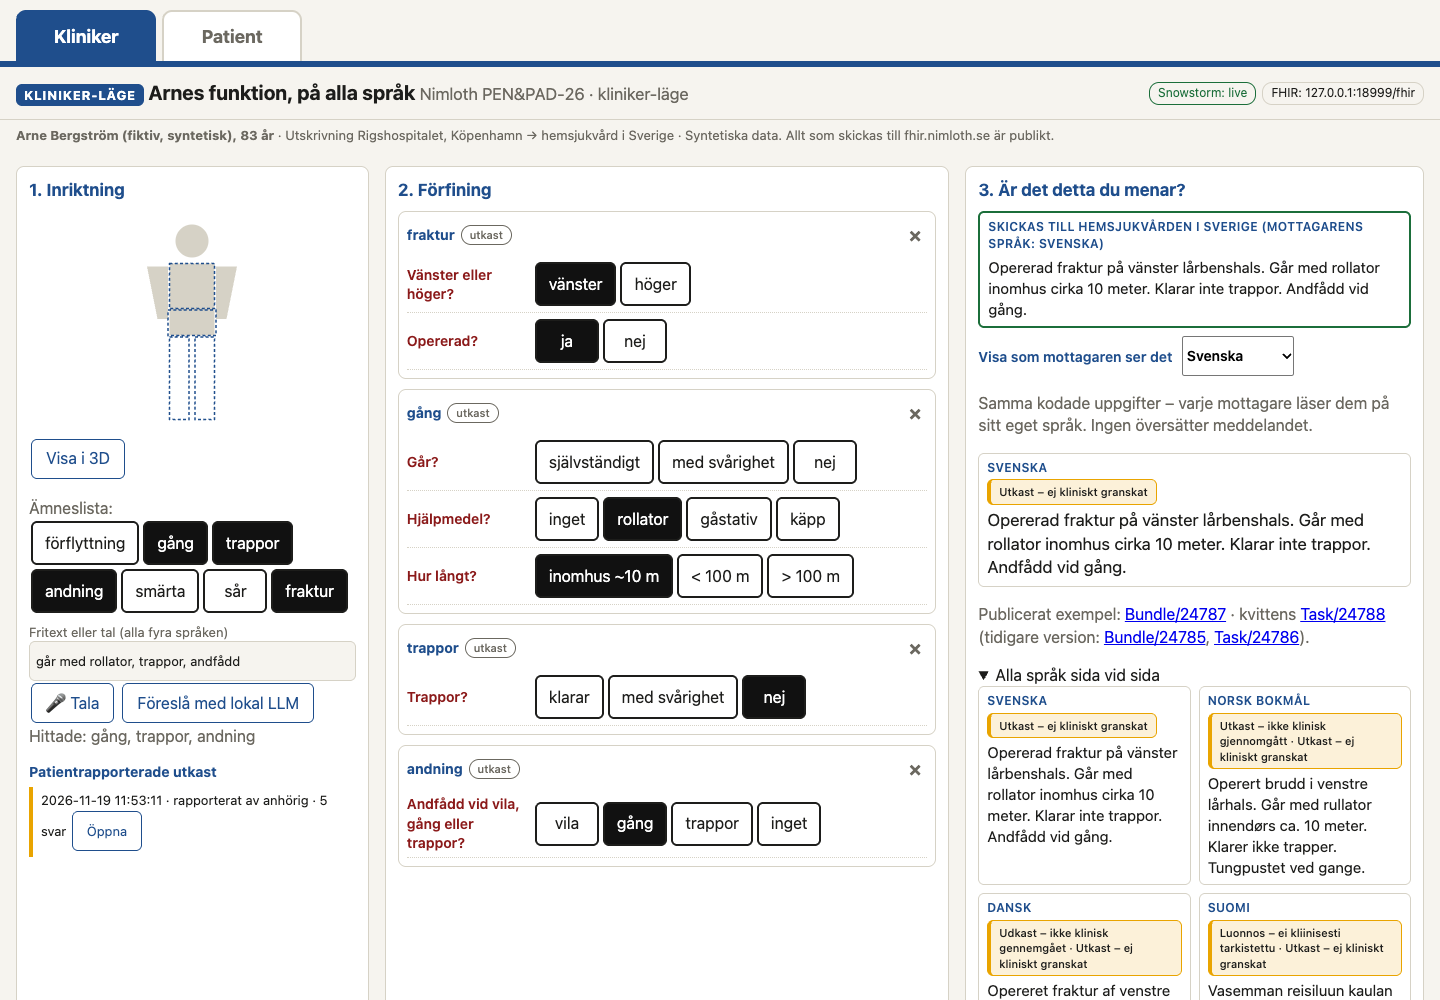 Kliniker
Patient
KLINIKER-LÄGE Arnes funktion, på alla språk Nimloth PEN&PAD-26 · kliniker-läge
Snowstorm: live
FHIR: 127.0.0.1:18999/fhir
Arne Bergström (fiktiv, syntetisk), 83 år · Utskrivning Rigshospitalet, Köpenhamn → hemsjukvård i Sverige · Syntetiska data. Allt som skickas till fhir.nimloth.se är publikt.
1. Inriktning
Visa i 3D
Ämneslista:
förflyttning gång trappor
andning smärta sår fraktur
Fritext eller tal (alla fyra språken)
går med rollator, trappor, andfådd
🎤 Tala Föreslå med lokal LLM
Hittade: gång, trappor, andning
Patientrapporterade utkast
2026-11-19 11:53:11 · rapporterat av anhörig · 5
svar Öppna
2. Förfining
fraktur utkast ×
Vänster eller
höger?
vänster höger
Opererad? ja nej
gång utkast ×
Går? självständigt med svårighet nej
Hjälpmedel? inget rollator gåstativ käpp
Hur långt? inomhus ~10 m < 100 m > 100 m
trappor utkast ×
Trappor? klarar med svårighet nej
andning utkast ×
Andfådd vid vila,
gång eller
trappor?
vila gång trappor inget
3. Är det detta du menar?
SKICKAS TILL HEMSJUKVÅRDEN I SVERIGE (MOTTAGARENS
SPRÅK: SVENSKA)
Opererad fraktur på vänster lårbenshals. Går med rollator
inomhus cirka 10 meter. Klarar inte trappor. Andfådd vid
gång.
Visa som mottagaren ser det Svenska
Samma kodade uppgifter – varje mottagare läser dem på
sitt eget språk. Ingen översätter meddelandet.
SVENSKA
Utkast – ej kliniskt granskat
Opererad fraktur på vänster lårbenshals. Går med
rollator inomhus cirka 10 meter. Klarar inte trappor.
Andfådd vid gång.
Publicerat exempel: Bundle/24787 · kvittens Task/24788
(tidigare version: Bundle/24785, Task/24786).
▼ Alla språk sida vid sida
SVENSKA
Utkast – ej kliniskt granskat
Opererad fraktur på vänster
lårbenshals. Går med
rollator inomhus cirka 10
meter. Klarar inte trappor.
Andfådd vid gång.
NORSK BOKMÅL
Utkast – ikke klinisk
gjennomgått · Utkast – ej
kliniskt granskat
Operert brudd i venstre
lårhals. Går med rullator
innendørs ca. 10 meter.
Klarer ikke trapper.
Tungpustet ved gange.
DANSK
Udkast – ikke klinisk
gennemgået · Utkast – ej
kliniskt granskat
Opereret fraktur af venstre
SUOMI
Luonnos – ei kliinisesti
tarkistettu · Utkast – ej kliniskt
granskat
Vasemman reisiluun kaulan